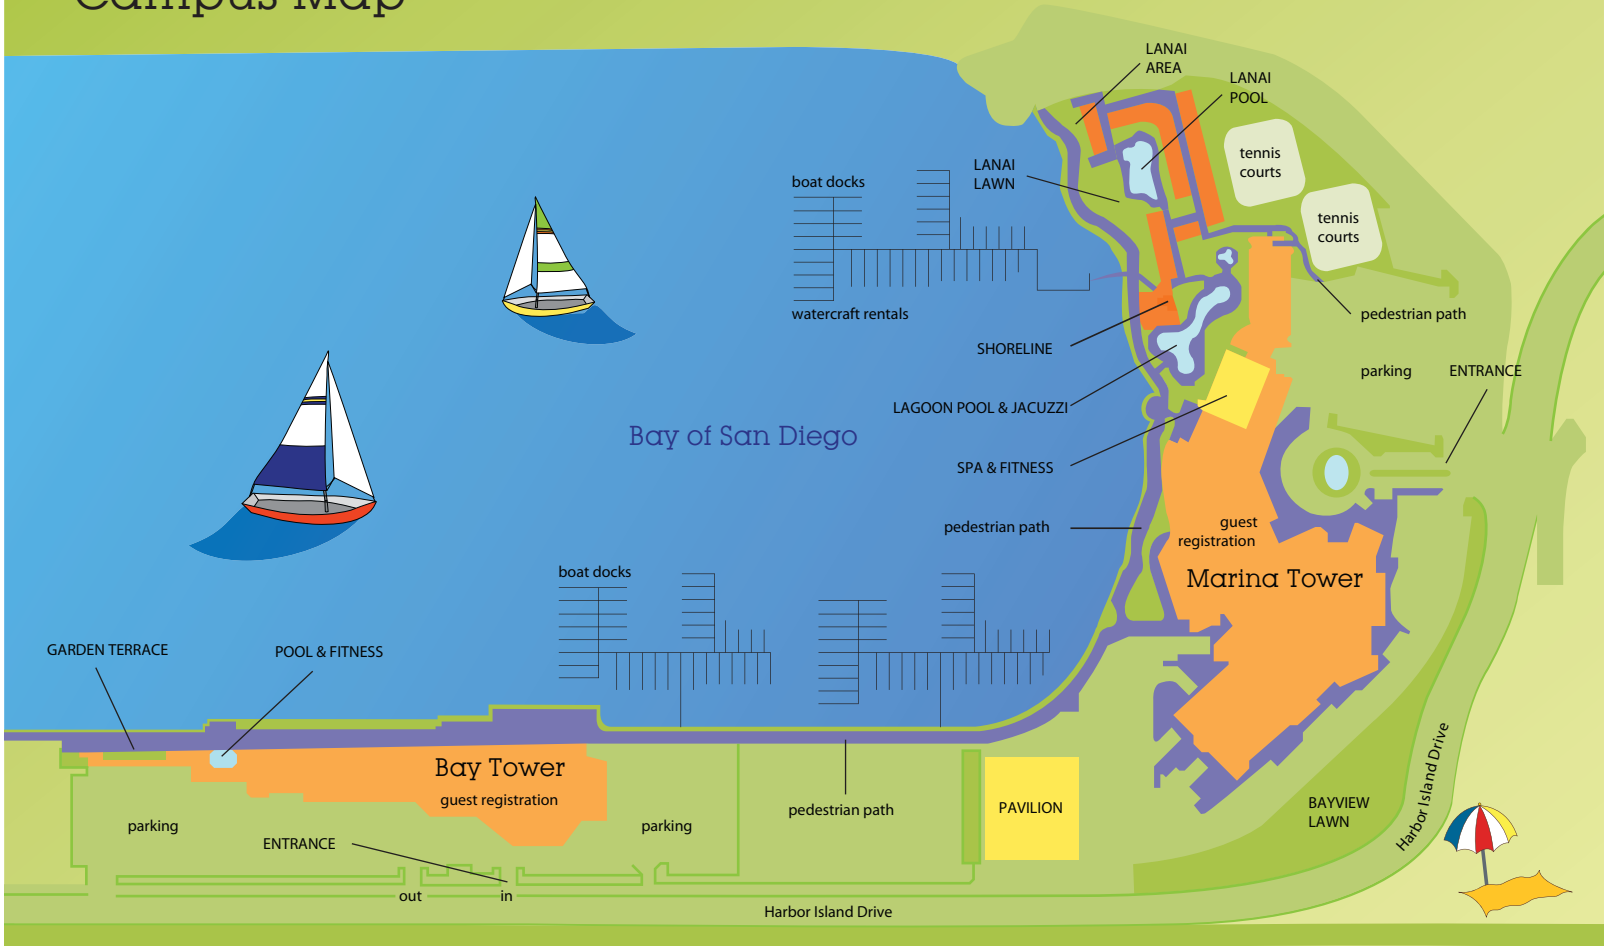 Campus Map
LANAI
AREA
LANAI
POOL
tennis
courts
LANAI
LAWN
boat docks
tennis
courts
watercraft rentals
pedestrian path
SHORELINE
parking
ENTRANCE
LAGOON POOL & JACUZZI
Bay of San Diego
SPA & FITNESS
pedestrian path
guest
registration
Marina Tower
boat docks
GARDEN TERRACE
POOL & FITNESS
Bay Tower
guest registration
pedestrian path
PAVILION
BAYVIEW
LAWN
Harbor Island Drive
parking
parking
ENTRANCE
out
in
Harbor Island Drive